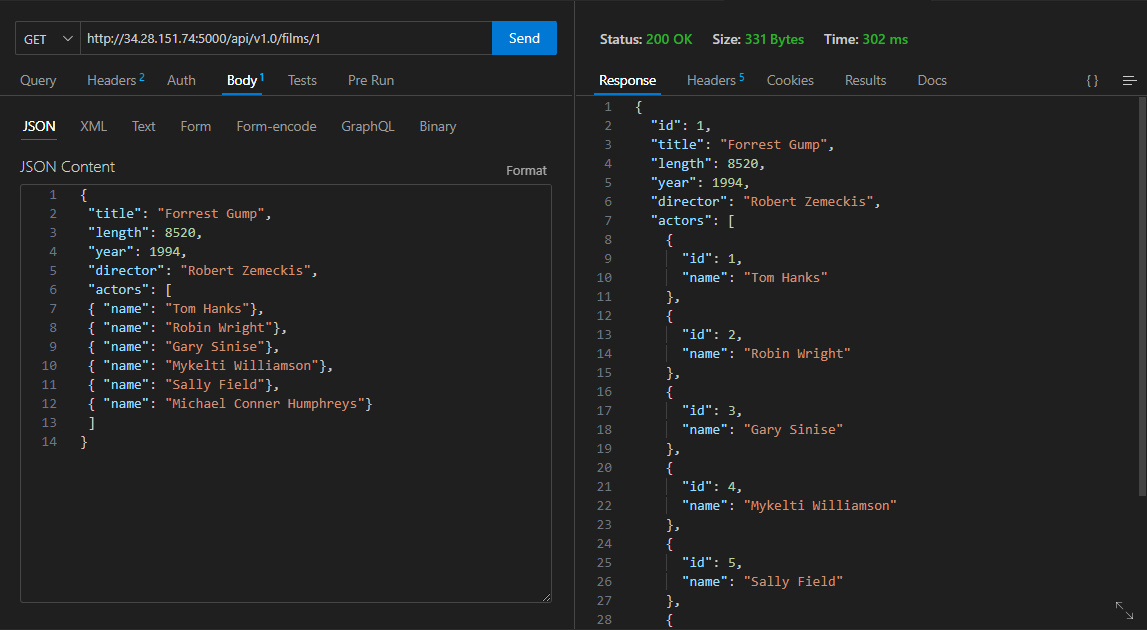 GET http://34.28.151.74:5000/api/v1.0/films/1 Send
Query Headers 2 Auth Body 1 Tests Pre Run
JSON XML Text Form Form-encode GraphQL Binary
JSON Content
Format
1 {
2 "title": "Forrest Gump",
3 "length": 8520,
4 "year": 1994,
5 "director": "Robert Zemeckis",
6 "actors": [
7 { "name": "Tom Hanks"},
8 { "name": "Robin Wright"},
9 { "name": "Gary Sinise"},
10 { "name": "Mykelti Williamson"},
11 { "name": "Sally Field"},
12 { "name": "Michael Conner Humphreys"}
13 ]
14 }
Status: 200 OK Size: 331 Bytes Time: 302 ms
Response Headers 5 Cookies Results Docs { }
1 {
2 "id": 1,
3 "title": "Forrest Gump",
4 "length": 8520,
5 "year": 1994,
6 "director": "Robert Zemeckis",
7 "actors": [
8 {
9 "id": 1,
10 "name": "Tom Hanks"
11 },
12 {
13 "id": 2,
14 "name": "Robin Wright"
15 },
16 {
17 "id": 3,
18 "name": "Gary Sinise"
19 },
20 {
21 "id": 4,
22 "name": "Mykelti Williamson"
23 },
24 {
25 "id": 5,
26 "name": "Sally Field"
27 },
28 {